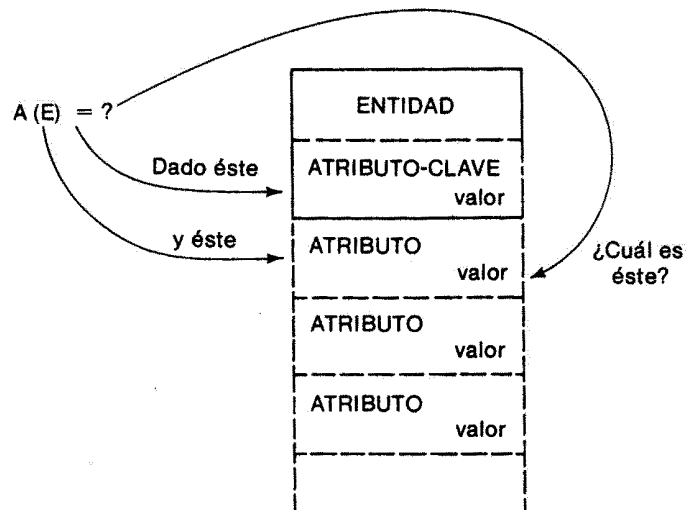 A (E) = ?
ENTIDAD
Dado éste
ATRIBUTO-CLAVE
valor
y éste
ATRIBUTO
valor
¿Cuál es
éste?
ATRIBUTO
valor
ATRIBUTO
valor